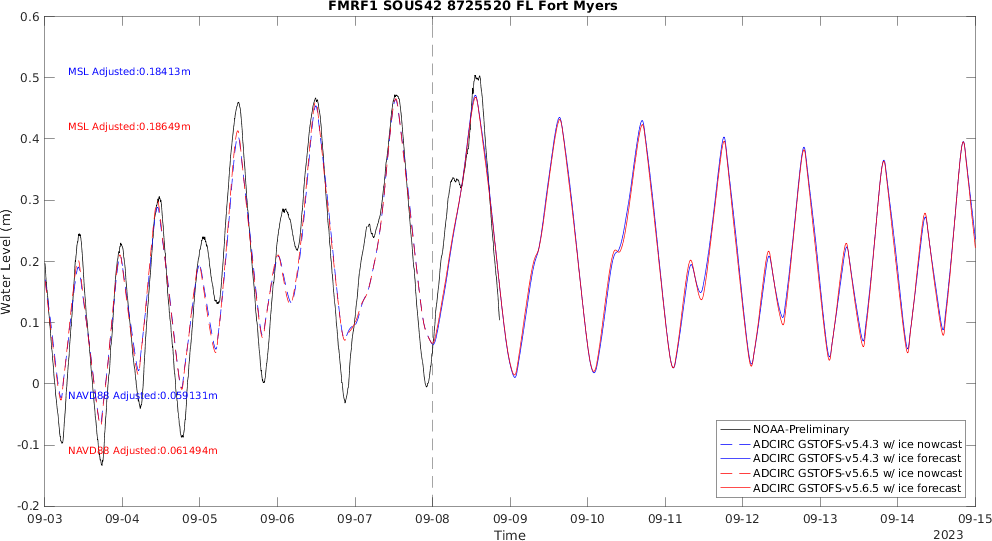 FMRF1 SOUS42 8725520 FL Fort Myers
0.6
0.5
0.4
0.3
0.2
0.1
0
-0.1
-0.2
Water Level (m)
MSL Adjusted:0.18413m
MSL Adjusted:0.18649m
NAVD88 Adjusted:0.059131m
NAVD88 Adjusted:0.061494m
NOAA-Preliminary
ADCIRC GSTOFS-v5.4.3 w/ ice nowcast
ADCIRC GSTOFS-v5.4.3 w/ ice forecast
ADCIRC GSTOFS-v5.6.5 w/ ice nowcast
ADCIRC GSTOFS-v5.6.5 w/ ice forecast
09-03 09-04 09-05 09-06 09-07 09-08 09-09 09-10 09-11 09-12 09-13 09-14 09-15
Time
2023